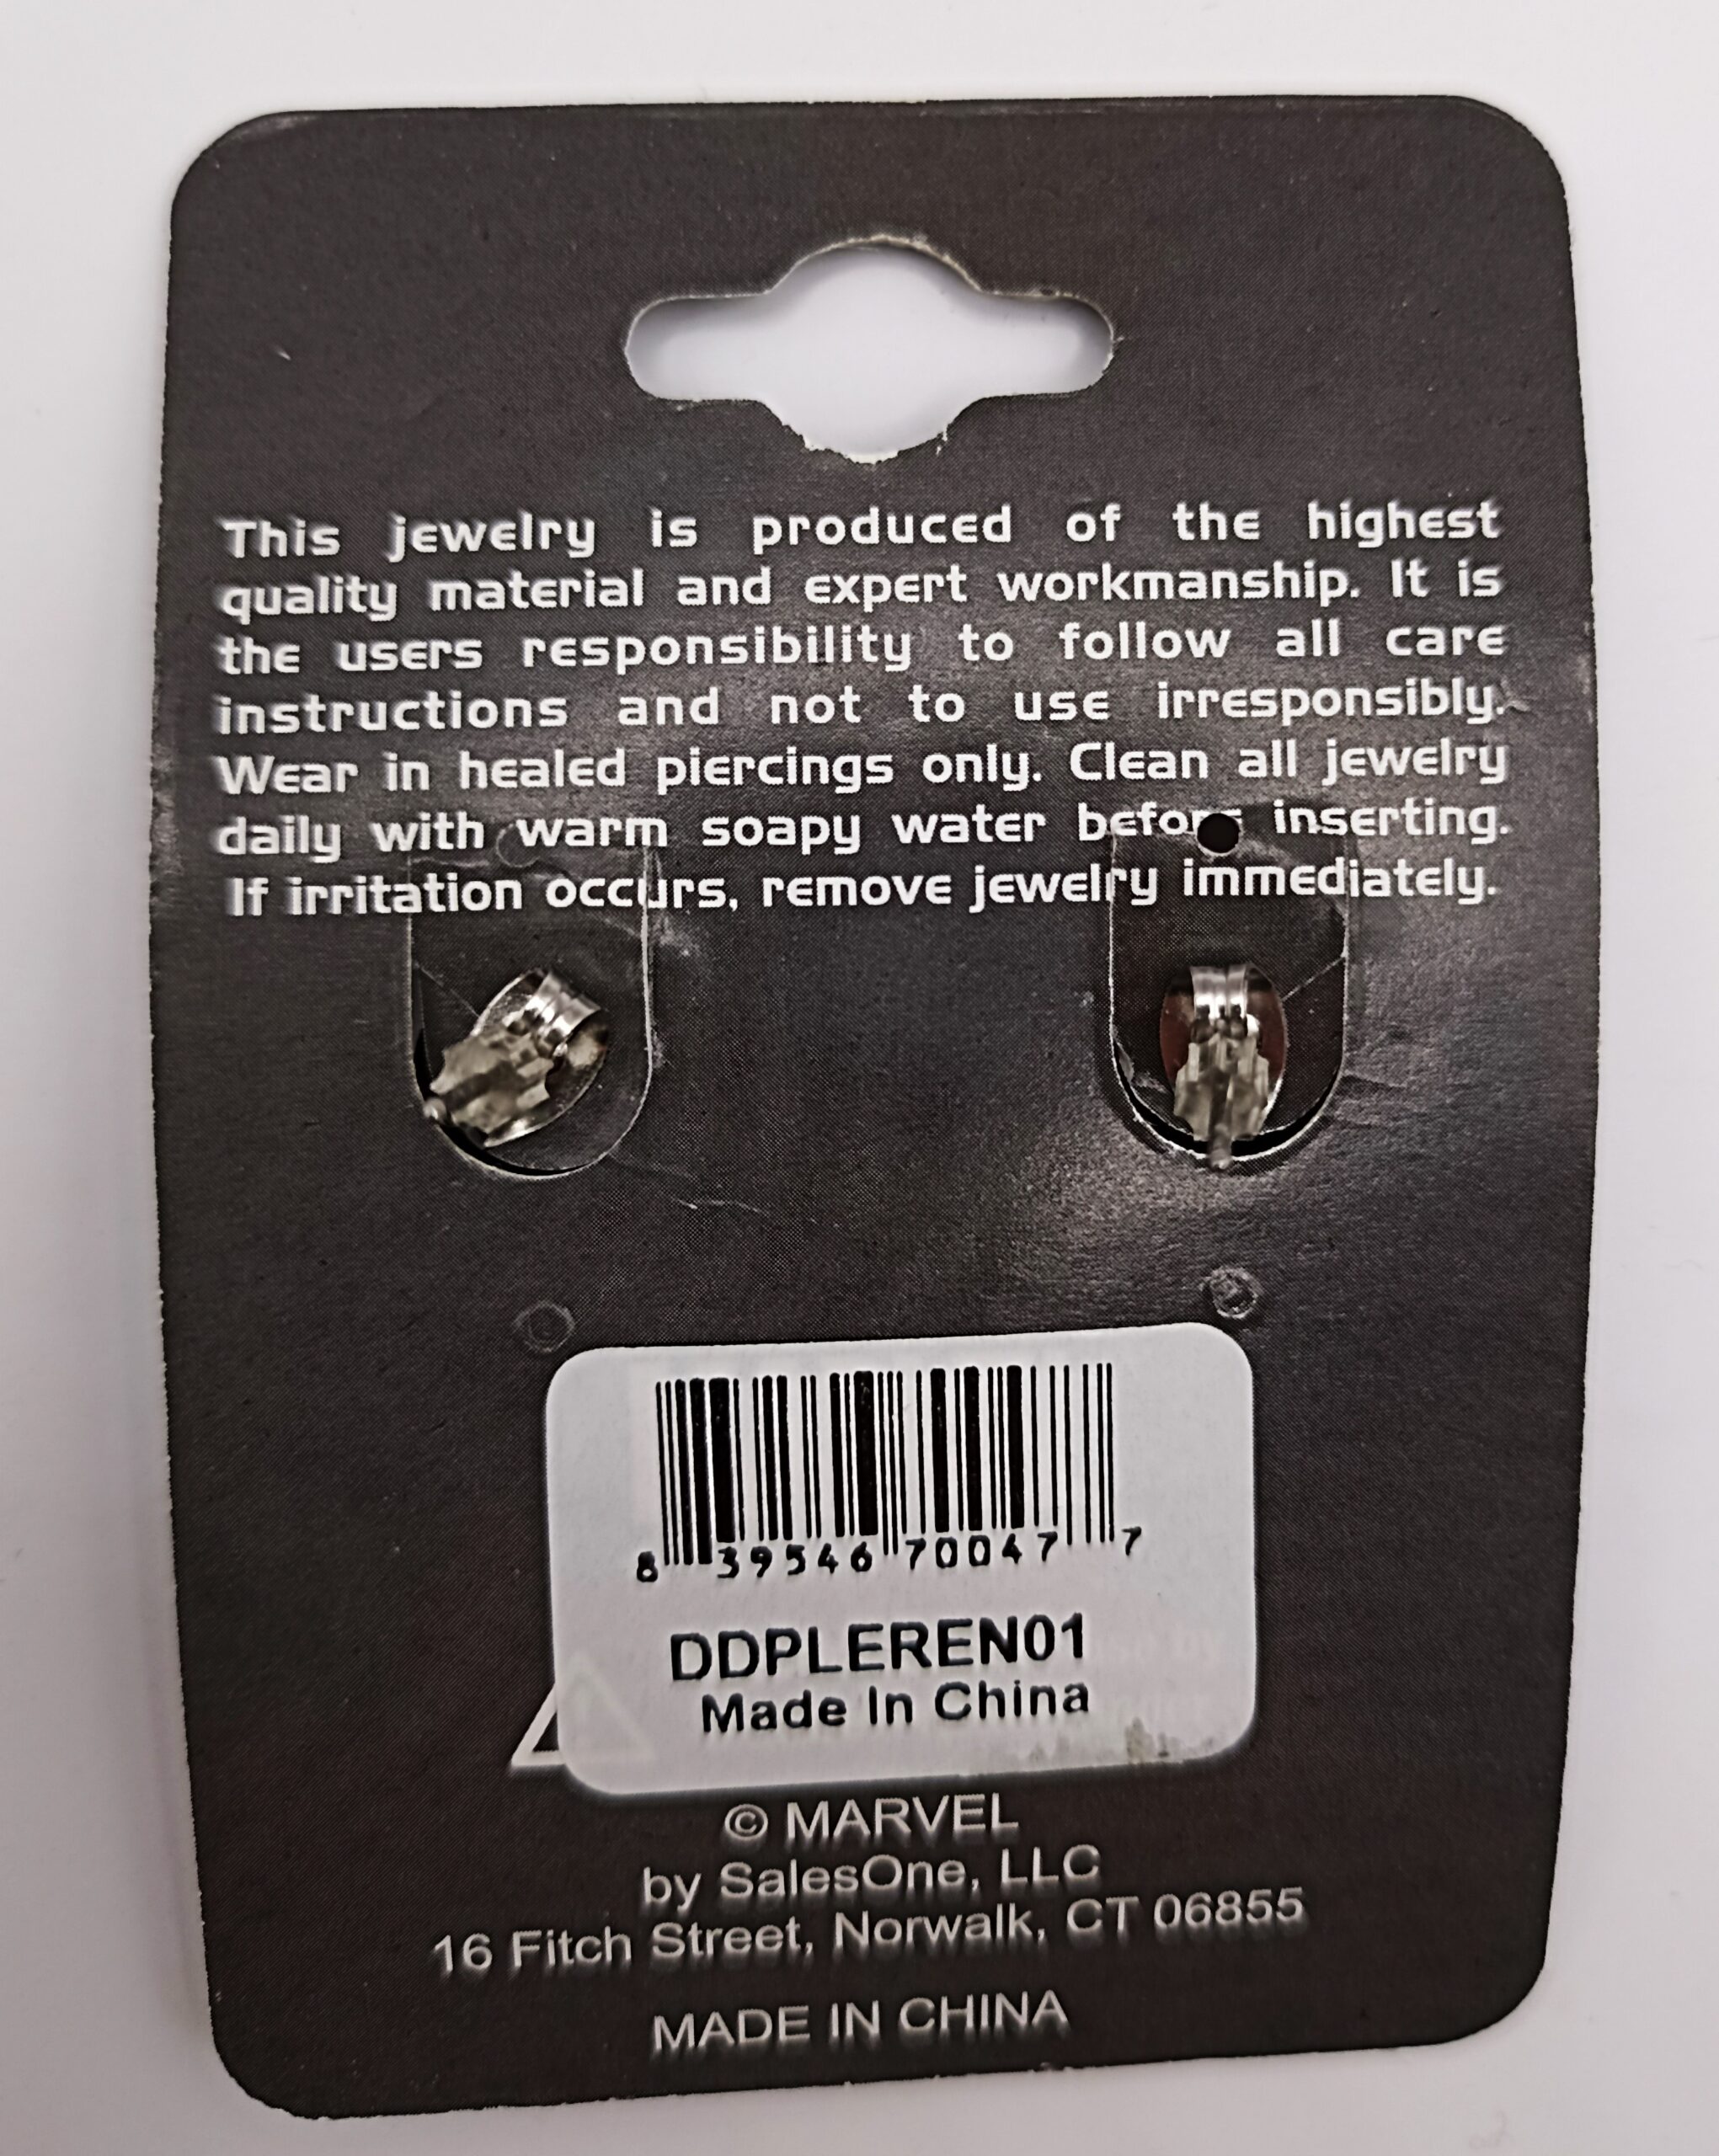 This jewelry is produced of the highest
quality material and expert workmanship. It is
the users responsibility to follow all care
instructions and not to use irresponsibly.
Wear in healed piercings only. Clean all jewelry
daily with warm soapy water before inserting.
If irritation occurs, remove jewelry immediately.
8 39546 70047 7
DDPLEREN01
Made In China
© MARVEL
by SalesOne, LLC
16 Fitch Street, Norwalk, CT 06855
MADE IN CHINA